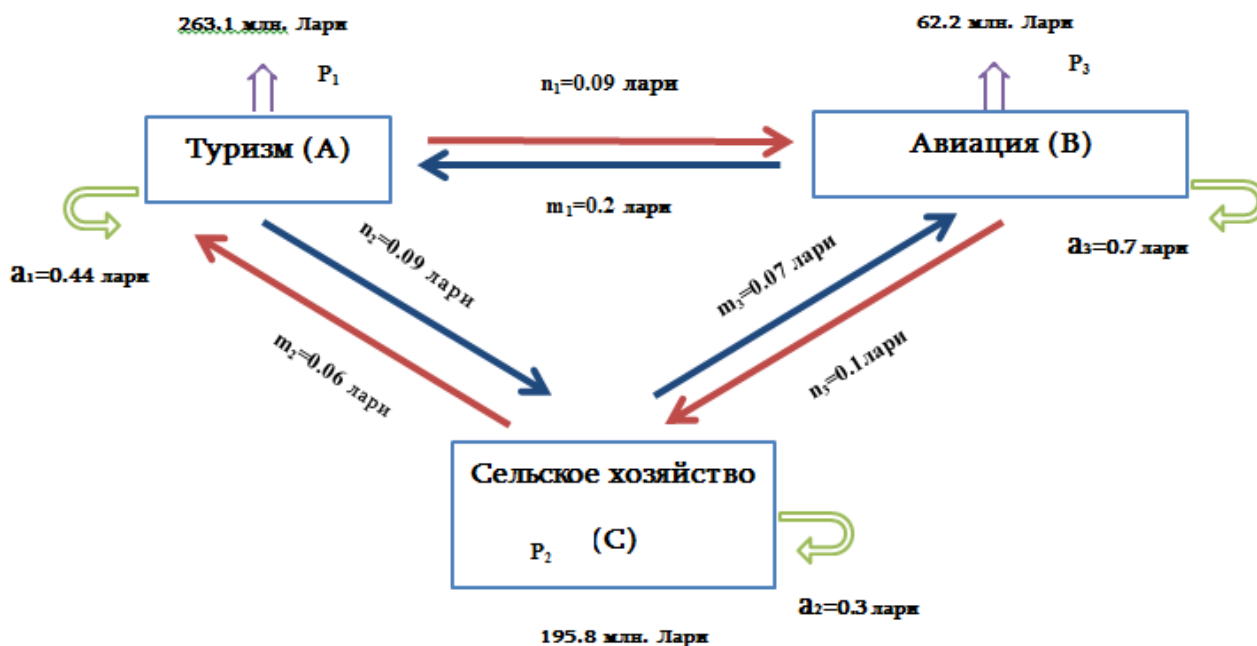 263.1 млн. Лари
62.2 млн. Лари
P₁
P₃
n₁=0.09 лари
Туризм (A)
Авиация (B)
m₁=0.2 лари
a₁=0.44 лари
n₂=0.09 лари
m₃=0.07 лари
a₃=0.7 лари
m₂=0.06 лари
n₃=0.1 лари
Сельское хозяйство
P₂ (C)
a₂=0.3 лари
195.8 млн. Лари